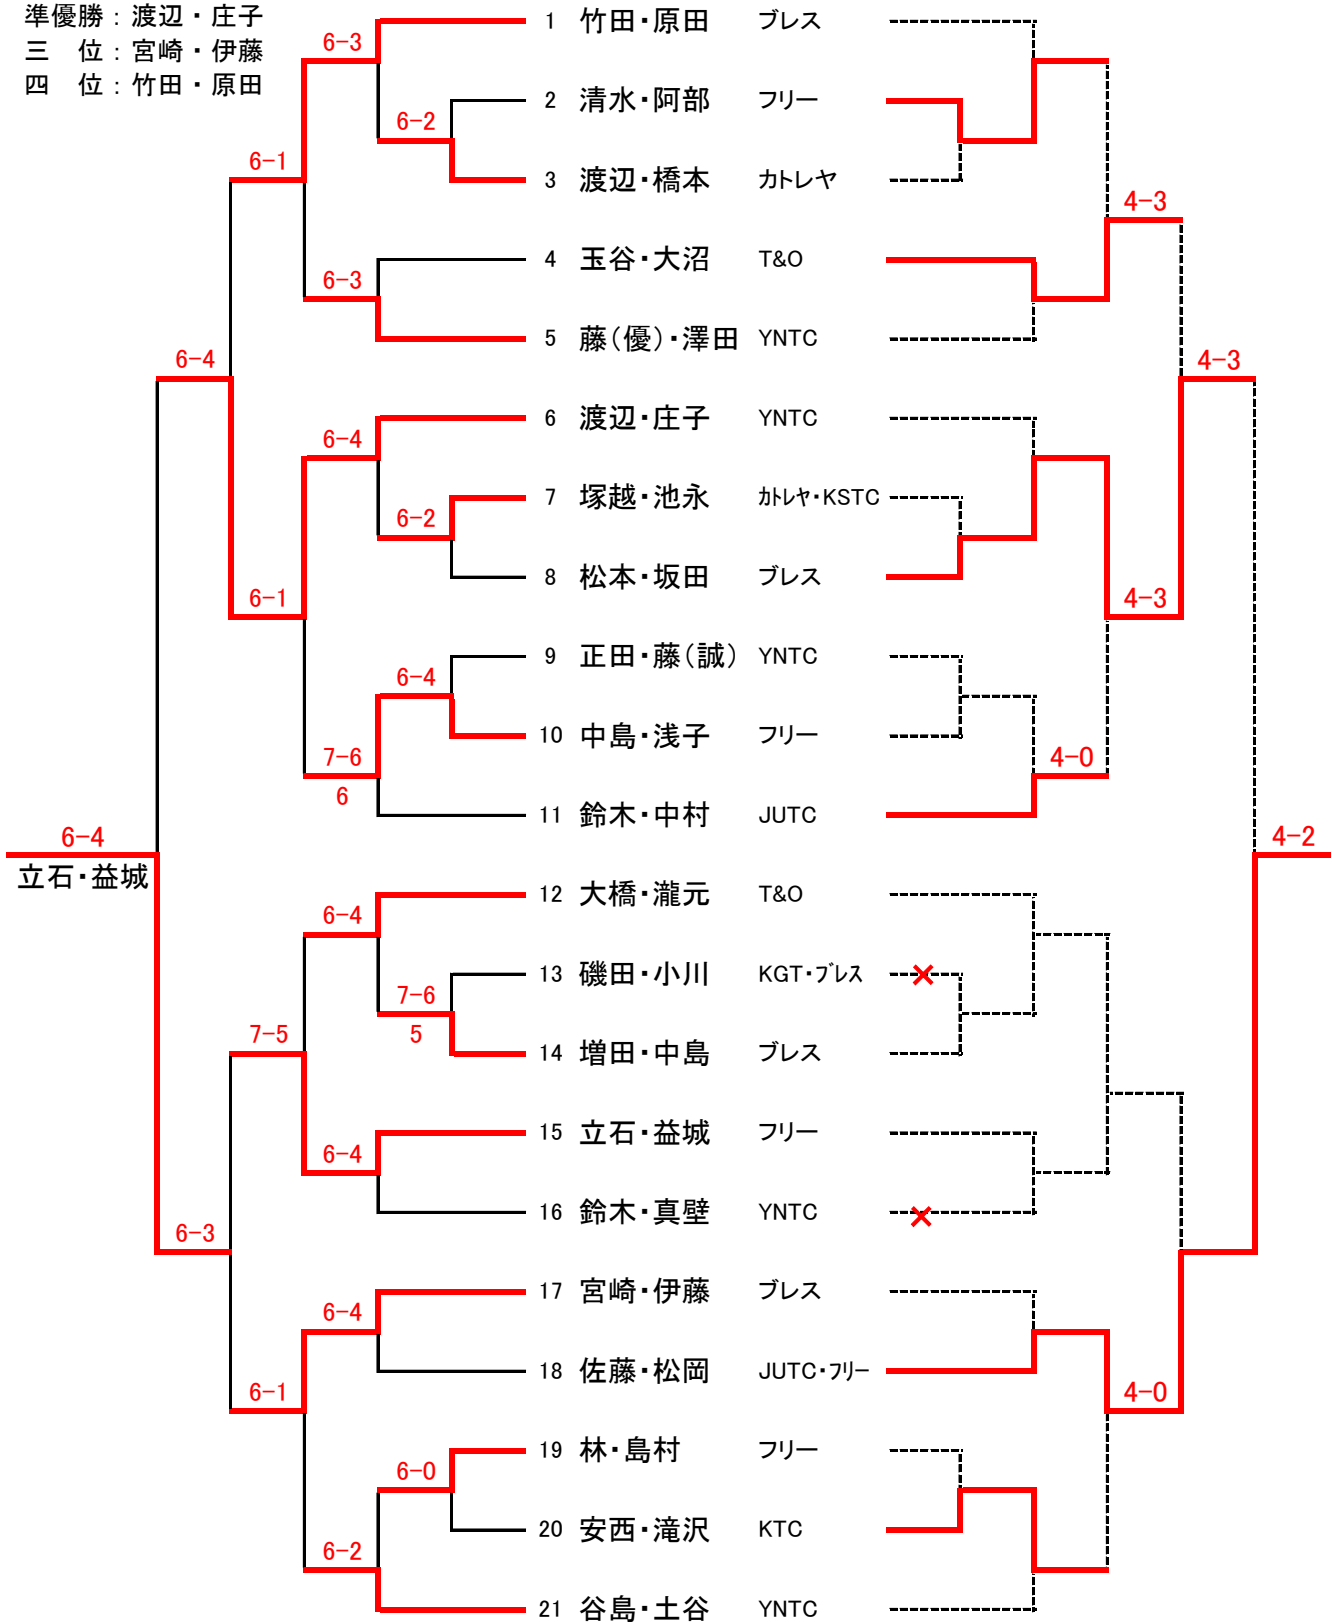 準優勝：渡辺・庄子
三　位：宮崎・伊藤
四　位：竹田・原田
1 竹田・原田 ブレス
6-3
2 清水・阿部 フリー
6-2
6-1
3 渡辺・橋本 カトレヤ
4-3
4 玉谷・大沼 T&O
6-3
5 藤(優)・澤田 YNTC
6-4
4-3
6 渡辺・庄子 YNTC
6-4
7 塚越・池永 ｶﾄﾚﾔ・KSTC
6-2
8 松本・坂田 ブレス
6-1
4-3
9 正田・藤(誠) YNTC
6-4
10 中島・浅子 フリー
7-6
6
4-0
11 鈴木・中村 JUTC
6-4
4-2
立石・益城
12 大橋・瀧元 T&O
6-4
13 磯田・小川 KGT・ﾌﾞﾚｽ
7-6
5
7-5
14 増田・中島 ブレス
15 立石・益城 フリー
6-4
16 鈴木・真壁 YNTC
6-3
17 宮崎・伊藤 ブレス
6-4
18 佐藤・松岡 JUTC・ﾌﾘｰ
6-1
4-0
19 林・島村 フリー
6-0
20 安西・滝沢 KTC
6-2
21 谷島・土谷 YNTC